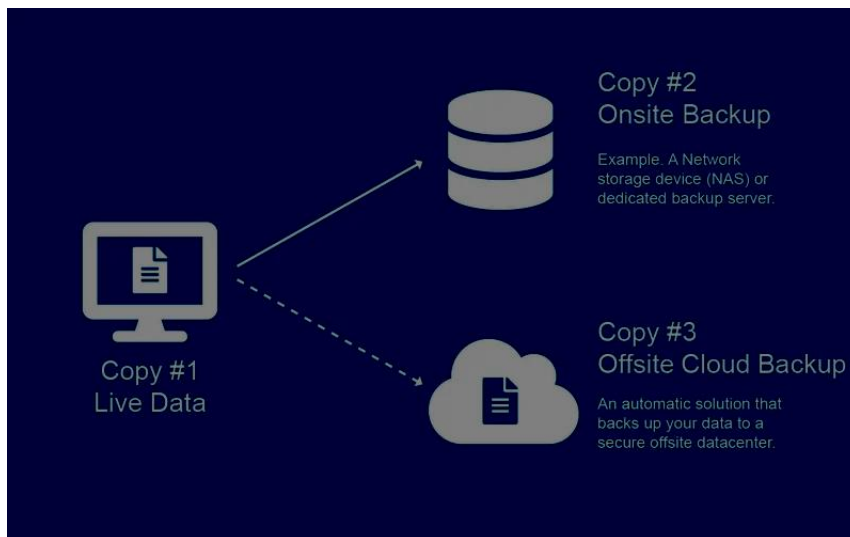 Copy #2
Onsite Backup
Example. A Network
storage device (NAS) or
dedicated backup server.
Copy #1
Live Data
Copy #3
Offsite Cloud Backup
An automatic solution that
backs up your data to a
secure offsite datacenter.